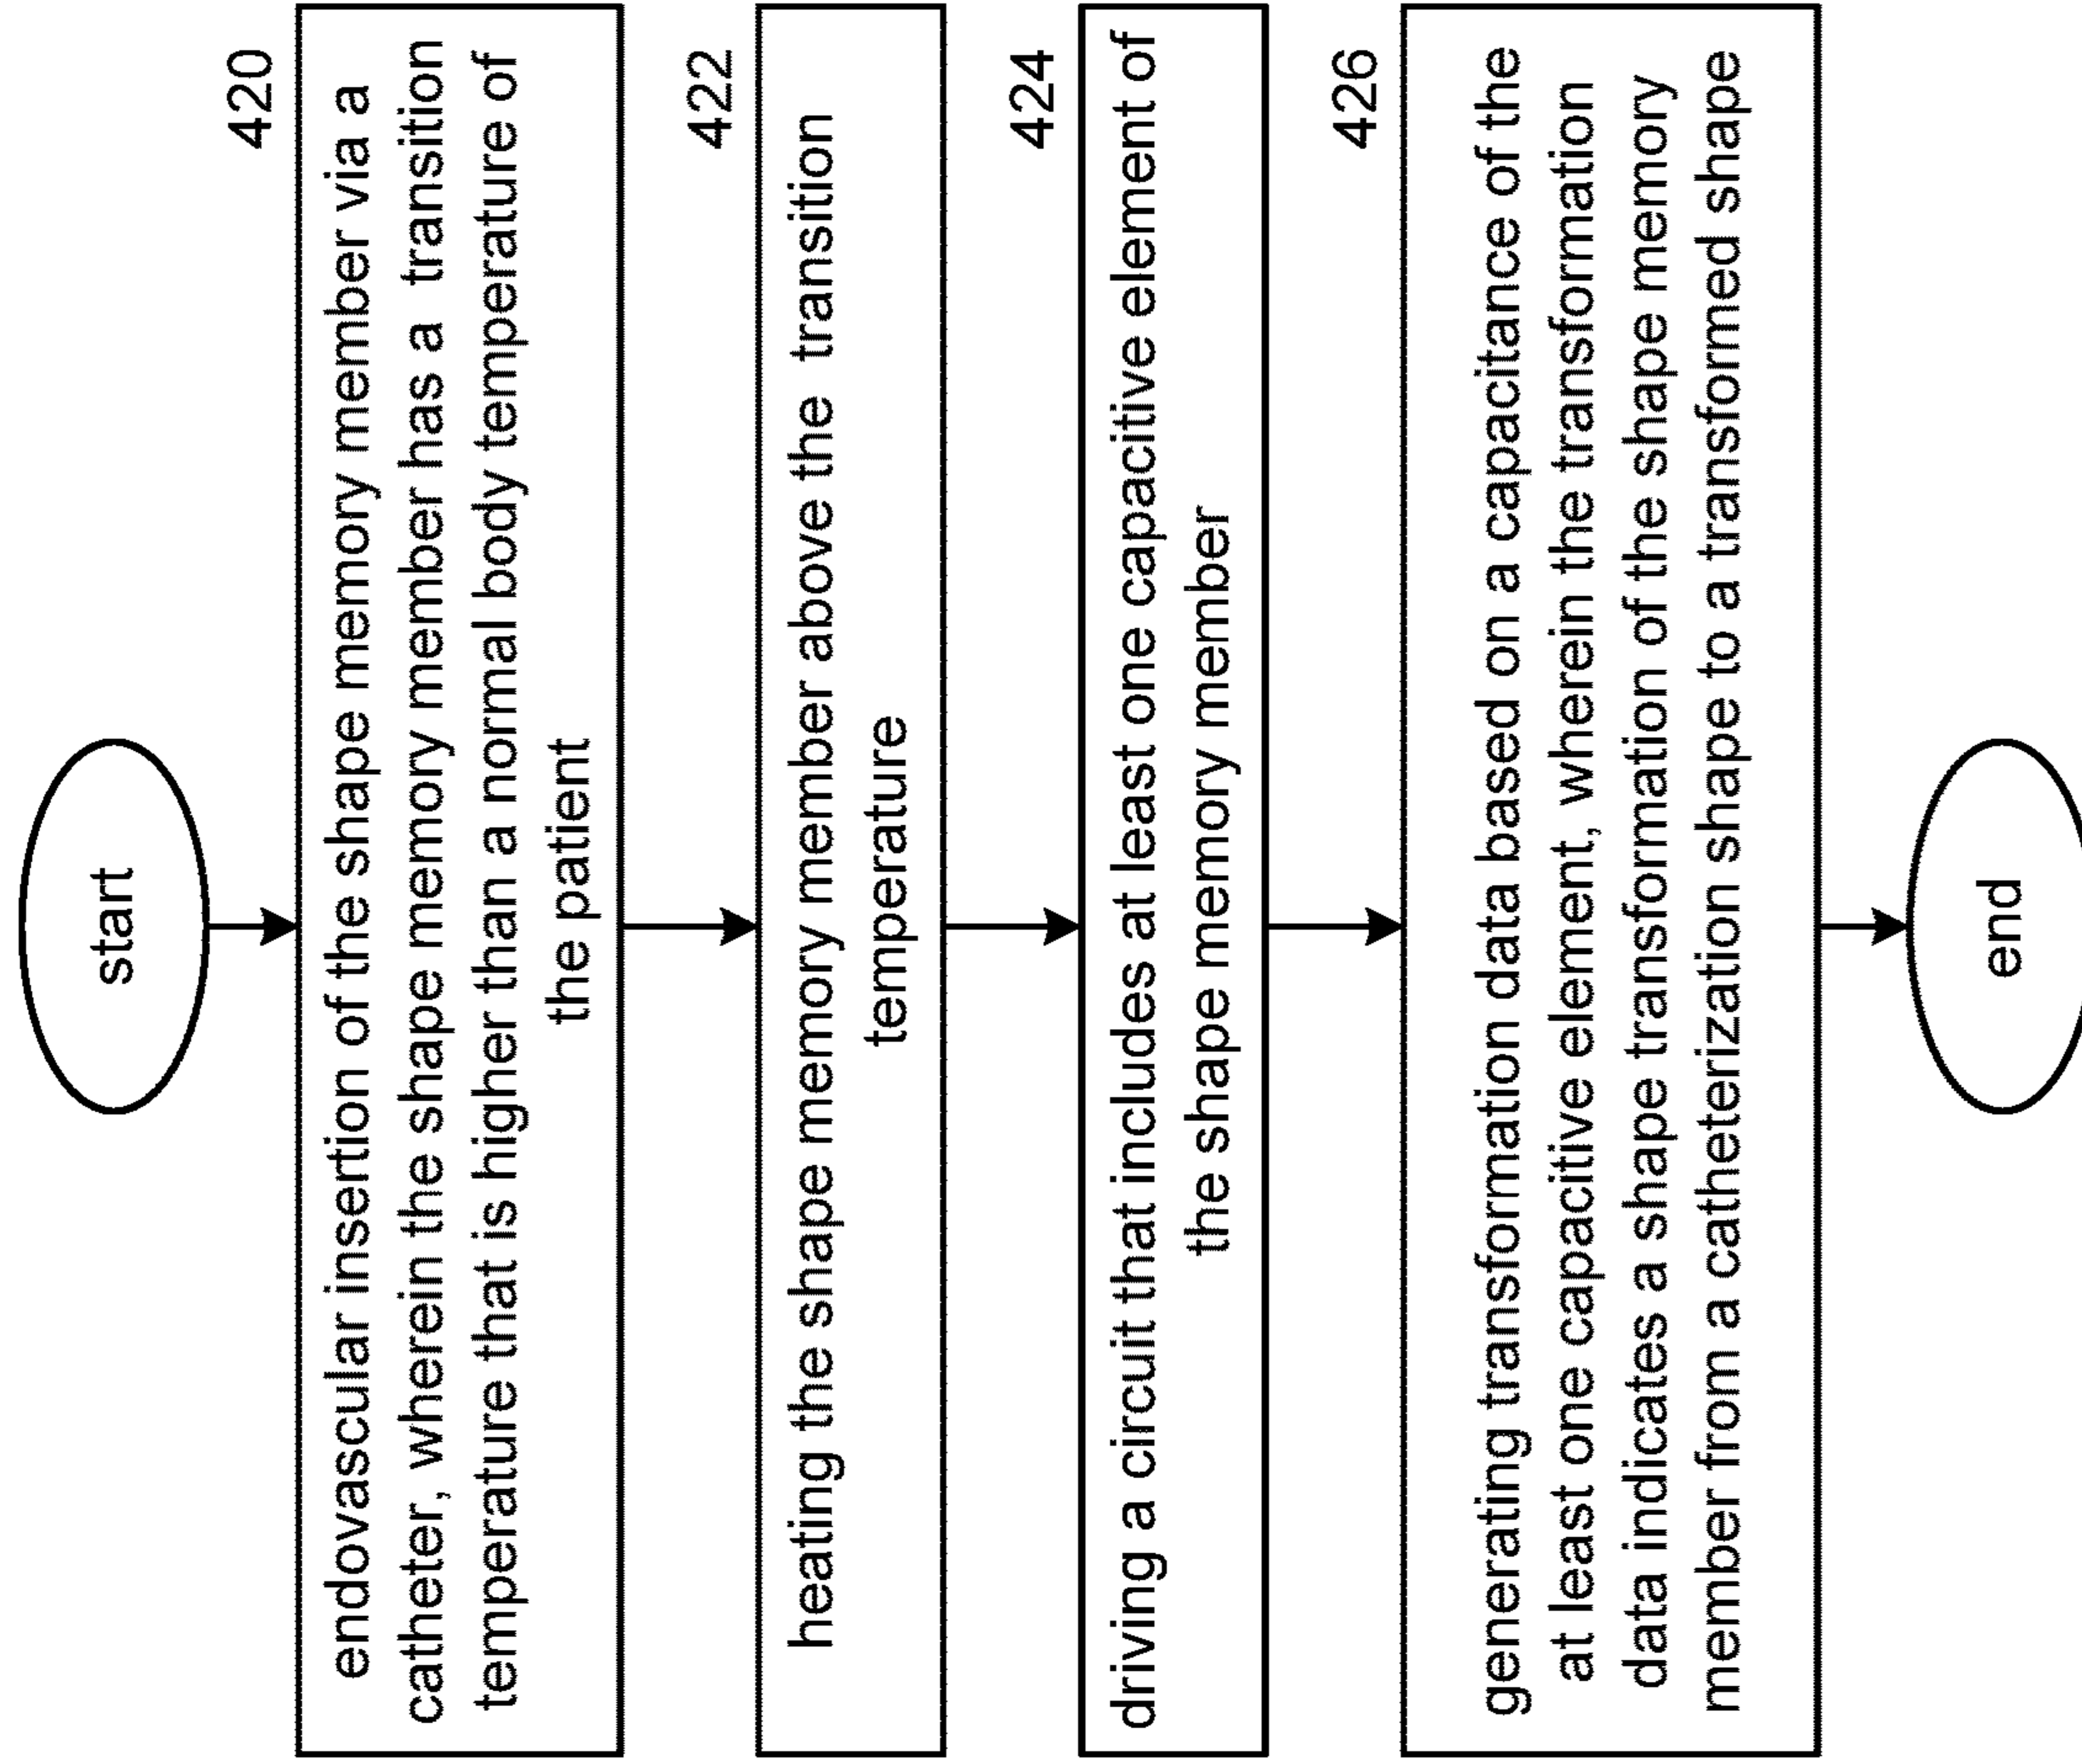 start
420
endovascular insertion of the shape memory member via a
catheter, wherein the shape memory member has a transition
temperature that is higher than a normal body temperature of
the patient
422
heating the shape memory member above the transition
temperature
424
driving a circuit that includes at least one capacitive element of
the shape memory member
426
generating transformation data based on a capacitance of the
at least one capacitive element, wherein the transformation
data indicates a shape transformation of the shape memory
member from a catheterization shape to a transformed shape
end